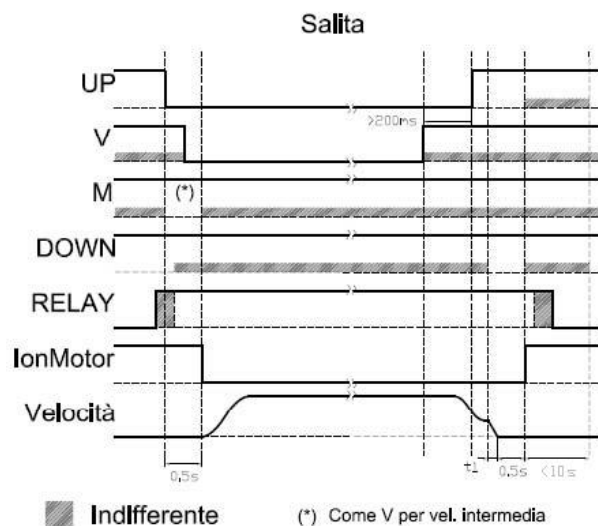 Salita
UP
>200ms
V
M
(*)
DOWN
RELAY
IonMotor
Velocità
0,5s
t1
0,5s
<10s
Indifferente
(*) Come V per vel. intermedia